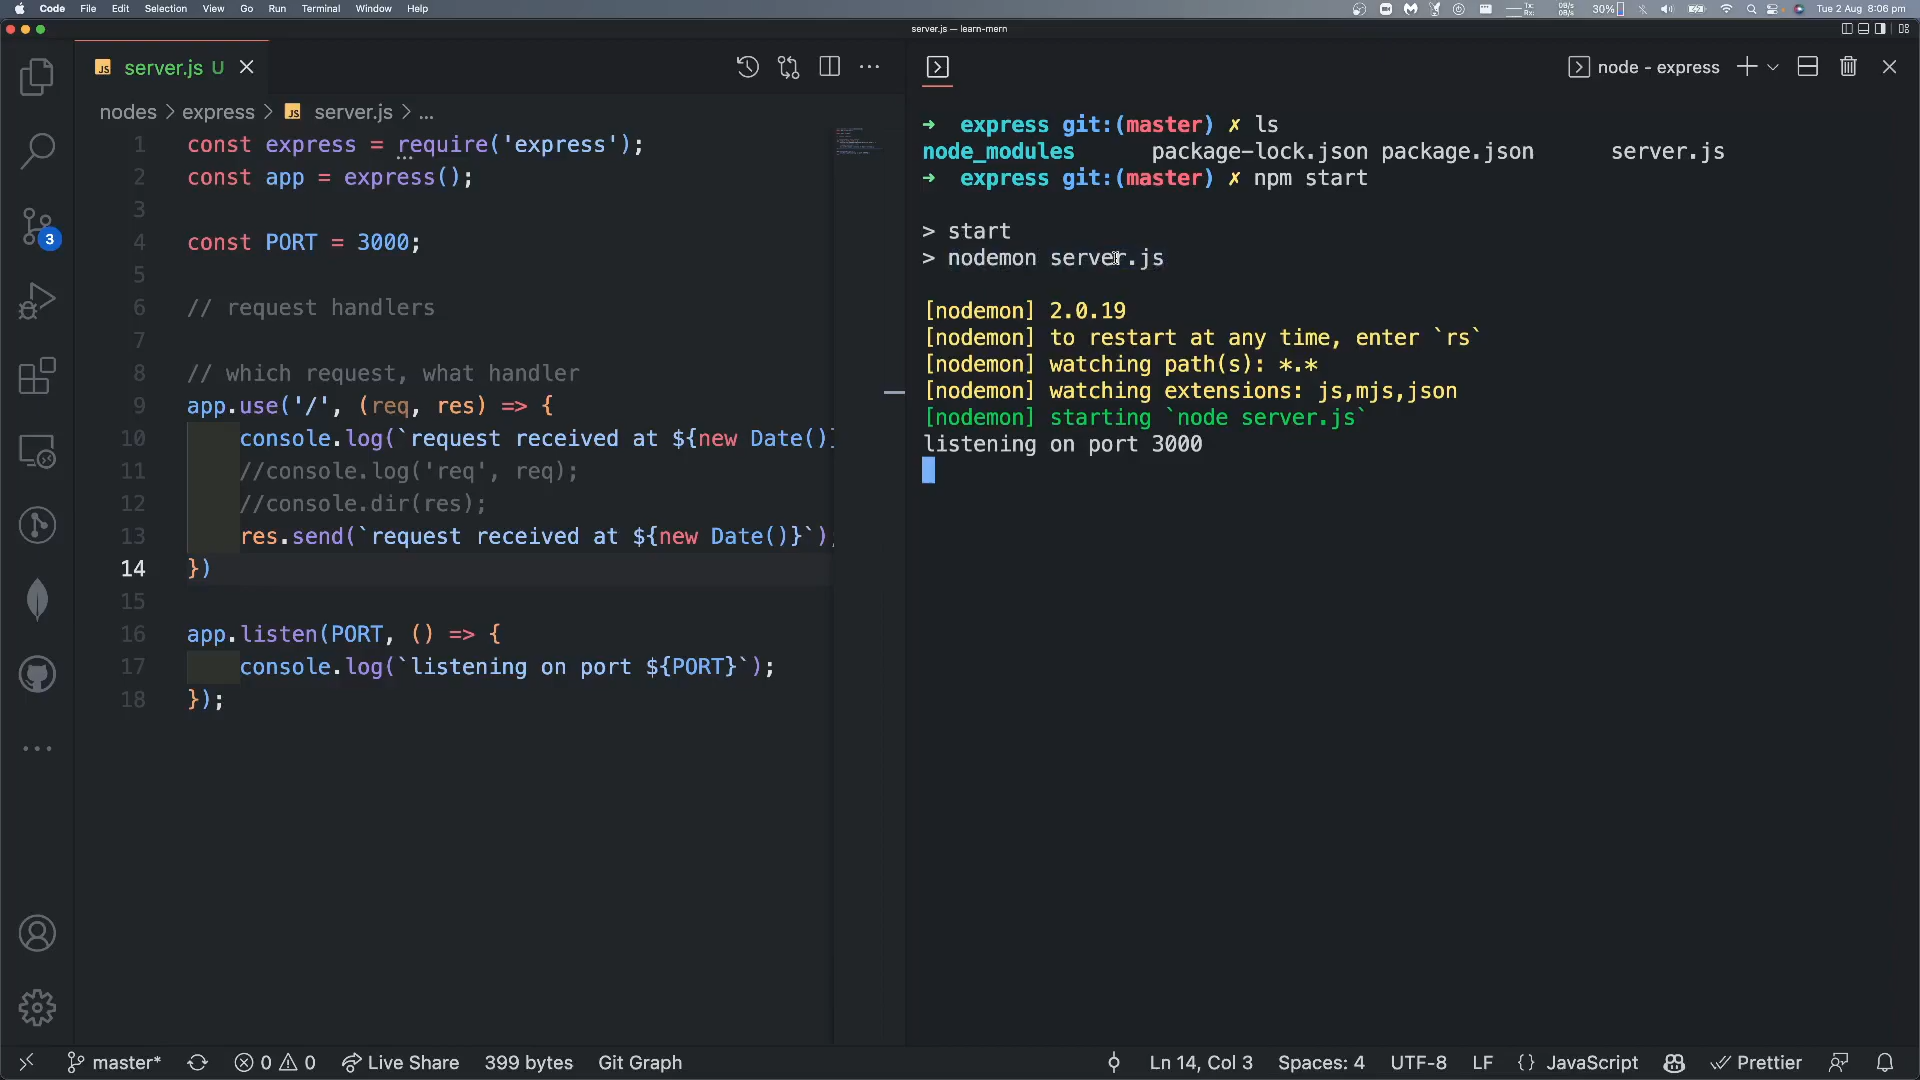 Code File Edit Selection View Go Run Terminal Window Help
30% Tue 2 Aug 8:06 pm
server.js — learn-mern
server.js U
node - express
nodes > express > server.js > ...
1 const express = require('express');
2 const app = express();
3
4 const PORT = 3000;
5
6 // request handlers
7
8 // which request, what handler
9 app.use('/', (req, res) => {
10 console.log(`request received at ${new Date()}
11 //console.log('req', req);
12 //console.dir(res);
13 res.send(`request received at ${new Date()}`);
14 })
15
16 app.listen(PORT, () => {
17 console.log(`listening on port ${PORT}`);
18 });
3
➜ express git:(master) ✗ ls
node_modules package-lock.json package.json server.js
➜ express git:(master) ✗ npm start
> start
> nodemon server.js
[nodemon] 2.0.19
[nodemon] to restart at any time, enter `rs`
[nodemon] watching path(s): *.*
[nodemon] watching extensions: js,mjs,json
[nodemon] starting `node server.js`
listening on port 3000
master* 0 0 Live Share 399 bytes Git Graph
Ln 14, Col 3 Spaces: 4 UTF-8 LF {} JavaScript Prettier